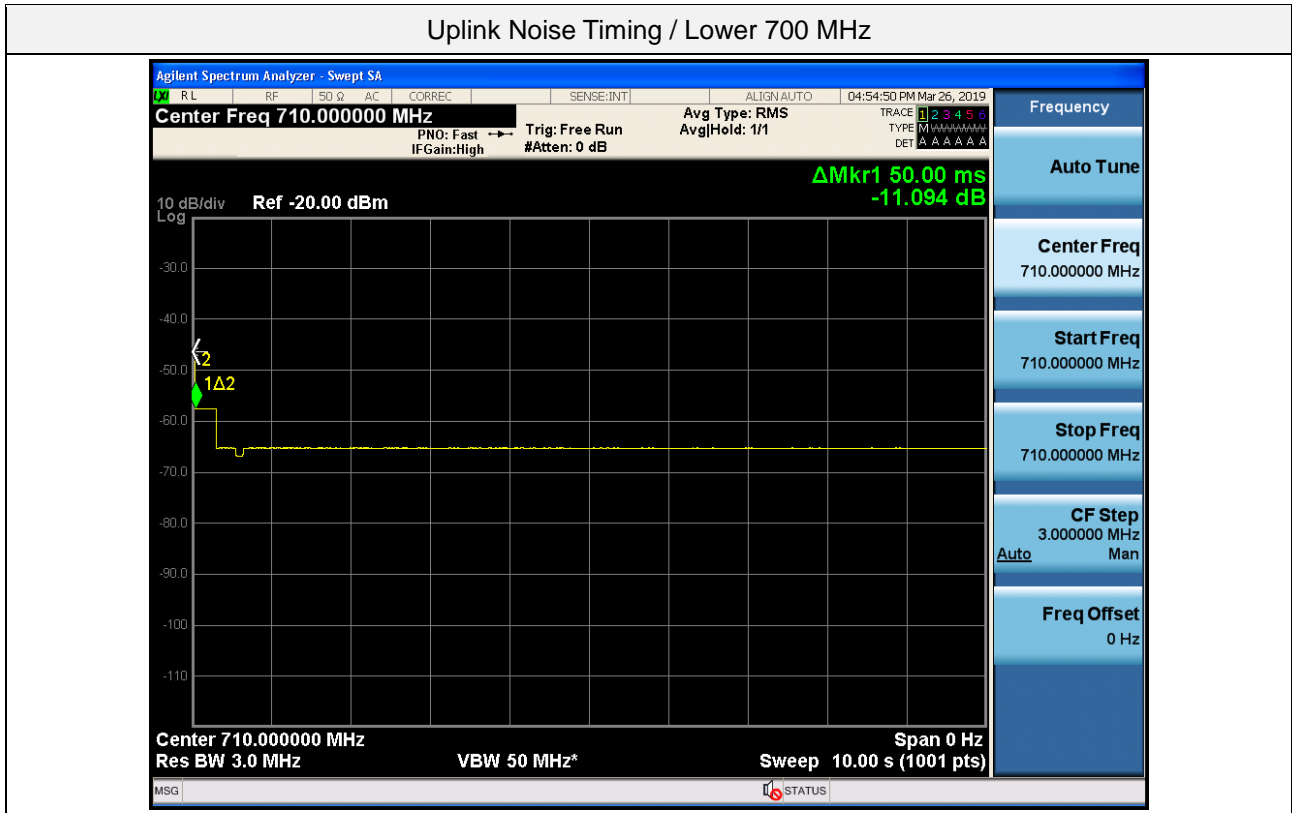 Uplink Noise Timing / Lower 700 MHz
Agilent Spectrum Analyzer - Swept SA
LXI RL RF 50 Ω AC CORREC SENSE:INT ALIGN AUTO 04:54:50 PM Mar 26, 2019
Center Freq 710.000000 MHz
PNO: Fast
IFGain:High
Trig: Free Run
#Atten: 0 dB
Avg Type: RMS
Avg|Hold: 1/1
TRACE 1 2 3 4 5 6
TYPE M
DET A A A A A A
ΔMkr1 50.00 ms
-11.094 dB
10 dB/div Ref -20.00 dBm
Log
-30.0
-40.0
2
-50.0
1Δ2
-60.0
-70.0
-80.0
-90.0
-100
-110
Center 710.000000 MHz Span 0 Hz
Res BW 3.0 MHz VBW 50 MHz* Sweep 10.00 s (1001 pts)
MSG STATUS
Frequency
Auto Tune
Center Freq
710.000000 MHz
Start Freq
710.000000 MHz
Stop Freq
710.000000 MHz
CF Step
3.000000 MHz
Auto Man
Freq Offset
0 Hz